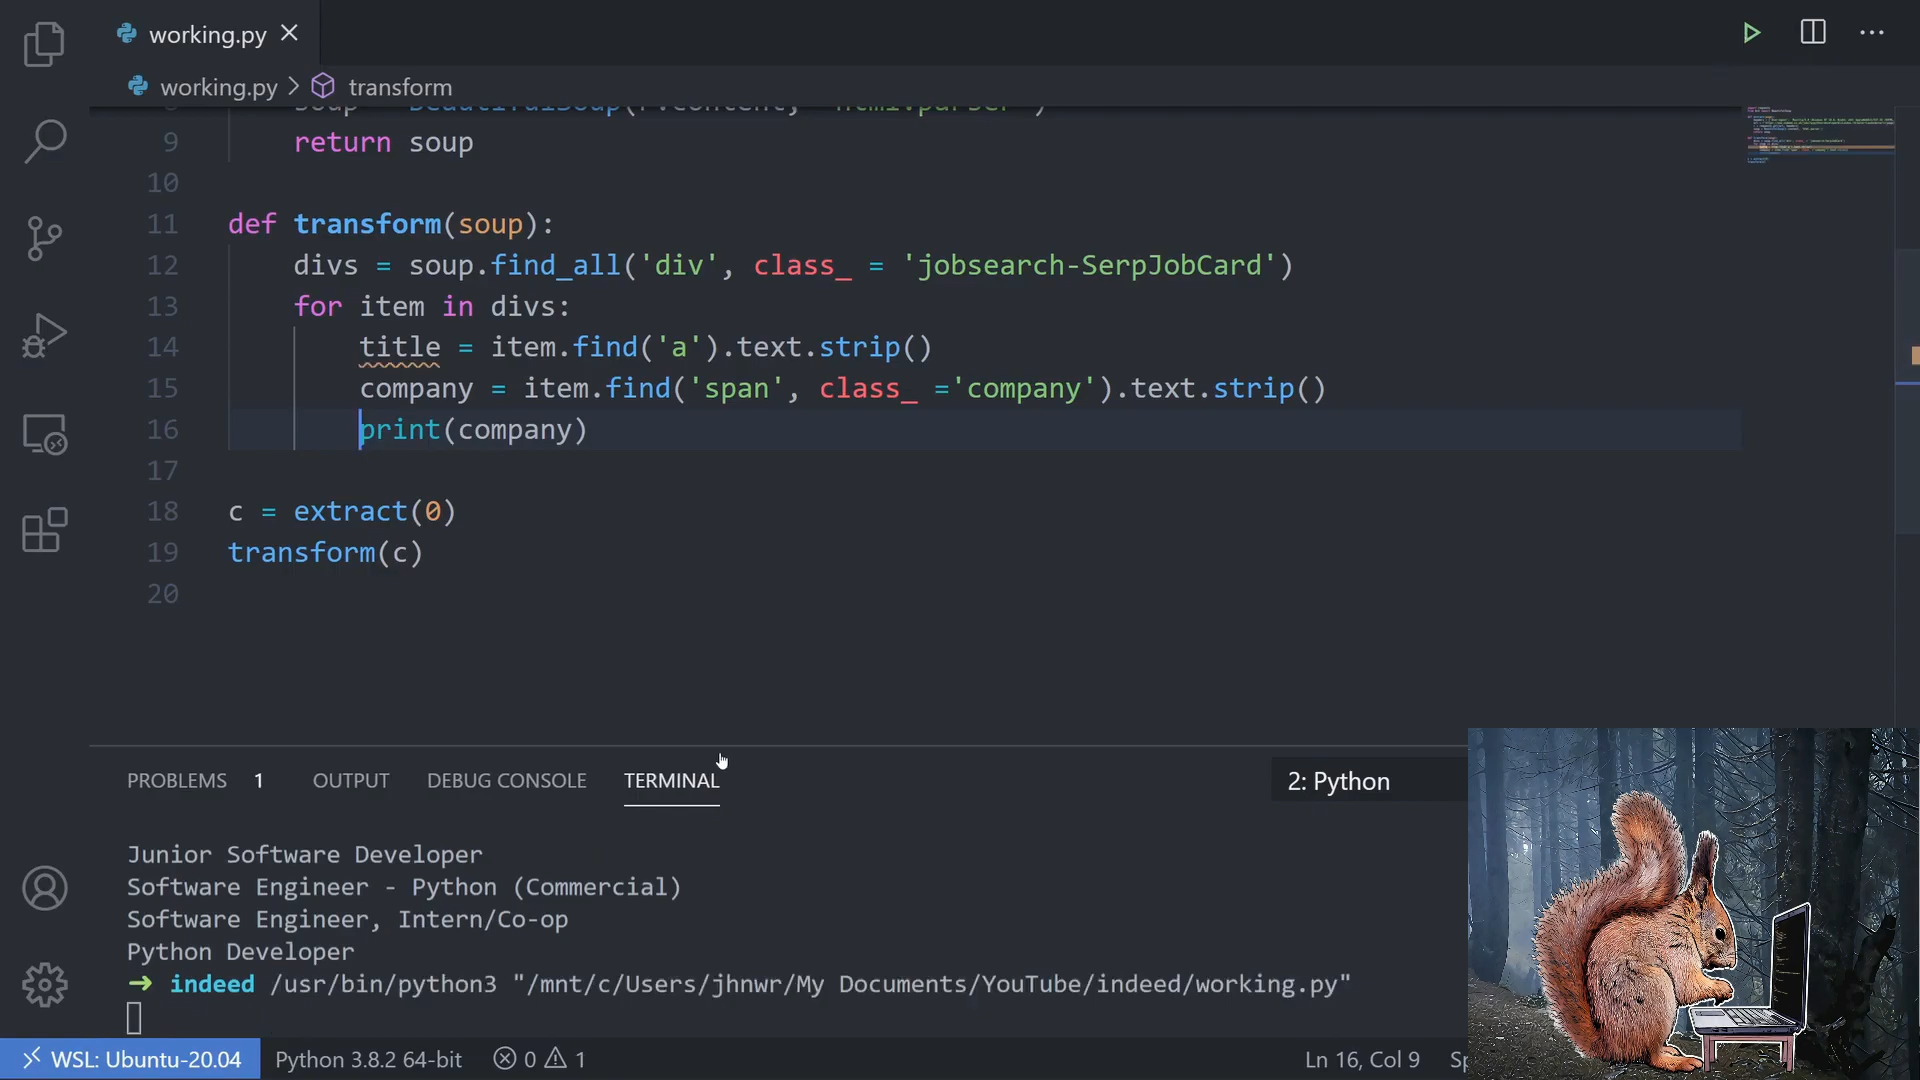 working.py
working.py > transform
soup = BeautifulSoup(r.content, 'html.parser')
9 return soup
10
11 def transform(soup):
12 divs = soup.find_all('div', class_ = 'jobsearch-SerpJobCard')
13 for item in divs:
14 title = item.find('a').text.strip()
15 company = item.find('span', class_ ='company').text.strip()
16 print(company)
17
18 c = extract(0)
19 transform(c)
20
PROBLEMS 1 OUTPUT DEBUG CONSOLE TERMINAL 2: Python
Junior Software Developer
Software Engineer - Python (Commercial)
Software Engineer, Intern/Co-op
Python Developer
➜ indeed /usr/bin/python3 "/mnt/c/Users/jhnwr/My Documents/YouTube/indeed/working.py"
WSL: Ubuntu-20.04 Python 3.8.2 64-bit 0 1 Ln 16, Col 9